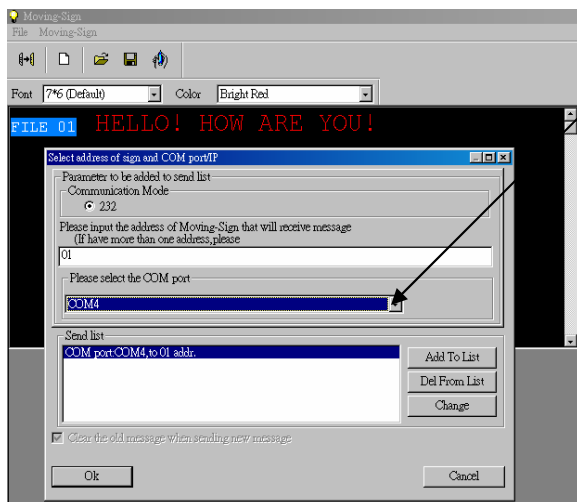 Moving-Sign
File Moving-Sign
Font 7*6 (Default) Color Bright Red
FILE 01 HELLO! HOW ARE YOU!
Select address of sign and COM port/IP
Parameter to be added to send list
Communication Mode
232
Please input the address of Moving-Sign that will receive message
(If have more than one address,please
01
Please select the COM port
COM4
Send list
COM port:COM4,to 01 addr.
Add To List
Del From List
Change
Clear the old message when sending new message
Ok Cancel